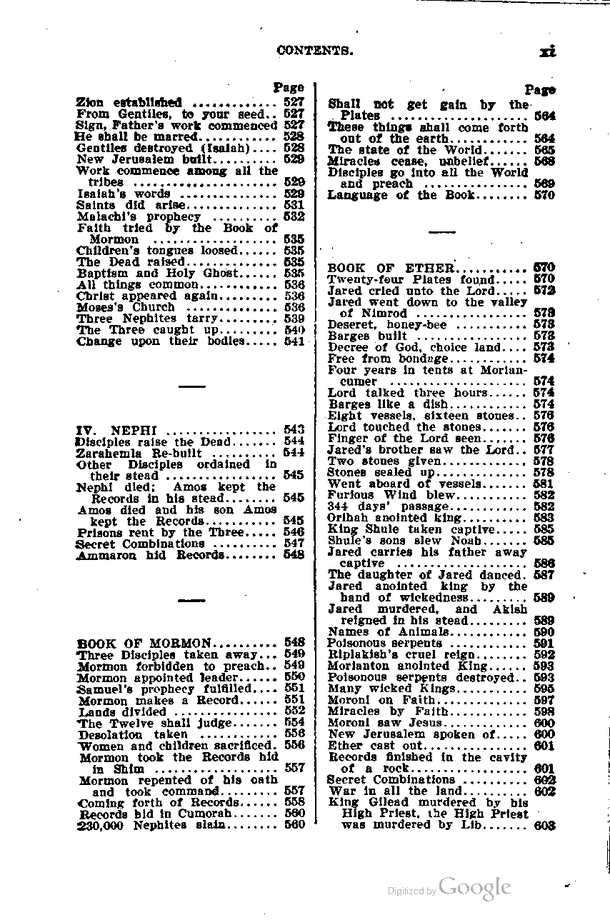 CONTENTS. xi
Page
Zion established ............. 527
From Gentiles, to your seed.. 527
Sign, Father's work commenced 527
He shall be marred............ 528
Gentiles destroyed (Isaiah).... 528
New Jerusalem built.......... 529
Work commence among all the
tribes ...................... 529
Isaiah's words ............... 529
Saints did arise.............. 531
Malachi's prophecy .......... 532
Faith tried by the Book of
Mormon .................. 535
Children's tongues loosed...... 535
The Dead raised.............. 535
Baptism and Holy Ghost...... 535
All things common............ 536
Christ appeared again......... 536
Moses's Church .............. 536
Three Nephites tarry.......... 539
The Three caught up......... 540
Change upon their bodies..... 541
IV. NEPHI ................. 543
Disciples raise the Dead....... 544
Zarahemla Re-built .......... 544
Other Disciples ordained in
their stead ................. 545
Nephi died; Amos kept the
Records in his stead........ 545
Amos died and his son Amos
kept the Records........... 545
Prisons rent by the Three..... 546
Secret Combinations .......... 547
Ammaron hid Records........ 548
BOOK OF MORMON.......... 548
Three Disciples taken away... 549
Mormon forbidden to preach.. 549
Mormon appointed leader...... 550
Samuel's prophecy fulfilled.... 551
Mormon makes a Record...... 551
Lands divided ................ 552
The Twelve shall judge....... 554
Desolation taken ............ 556
Women and children sacrificed. 556
Mormon took the Records hid
in Shim .................... 557
Mormon repented of his oath
and took command......... 557
Coming forth of Records...... 558
Records hid in Cumorah....... 560
230,000 Nephites slain........ 560
Page
Shall not get gain by the
Plates ..................... 564
These things shall come forth
out of the earth............ 564
The state of the World....... 565
Miracles cease, unbelief...... 568
Disciples go into all the World
and preach ................ 569
Language of the Book........ 570
BOOK OF ETHER........... 570
Twenty-four Plates found..... 570
Jared cried unto the Lord..... 572
Jared went down to the valley
of Nimrod .................. 573
Deseret, honey-bee ........... 573
Barges built .................. 573
Decree of God, choice land.... 573
Free from bondage............ 574
Four years in tents at Morian-
cumer ..................... 574
Lord talked three hours...... 574
Barges like a dish............ 574
Eight vessels, sixteen stones.. 576
Lord touched the stones....... 576
Finger of the Lord seen....... 576
Jared's brother saw the Lord.. 577
Two stones given............. 578
Stones sealed up.............. 578
Went aboard of vessels........ 581
Furious Wind blew........... 582
344 days' passage............. 582
Orihah anointed king.......... 583
King Shule taken captive..... 585
Shule's sons slew Noah........ 585
Jared carries his father away
captive .................... 586
The daughter of Jared danced. 587
Jared anointed king by the
hand of wickedness......... 589
Jared murdered, and Akish
reigned in his stead......... 589
Names of Animals............ 590
Poisonous serpents ........... 591
Riplakish's cruel reign........ 592
Morianton anointed King...... 593
Poisonous serpents destroyed.. 593
Many wicked Kings........... 595
Moroni on Faith.............. 597
Miracles by Faith............. 598
Moroni saw Jesus............. 600
New Jerusalem spoken of..... 600
Ether cast out................ 601
Records finished in the cavity
of a rock................... 601
Secret Combinations .......... 602
War in all the land.......... 602
King Gilead murdered by his
High Priest, the High Priest
was murdered by Lib....... 603
Digitized by Google